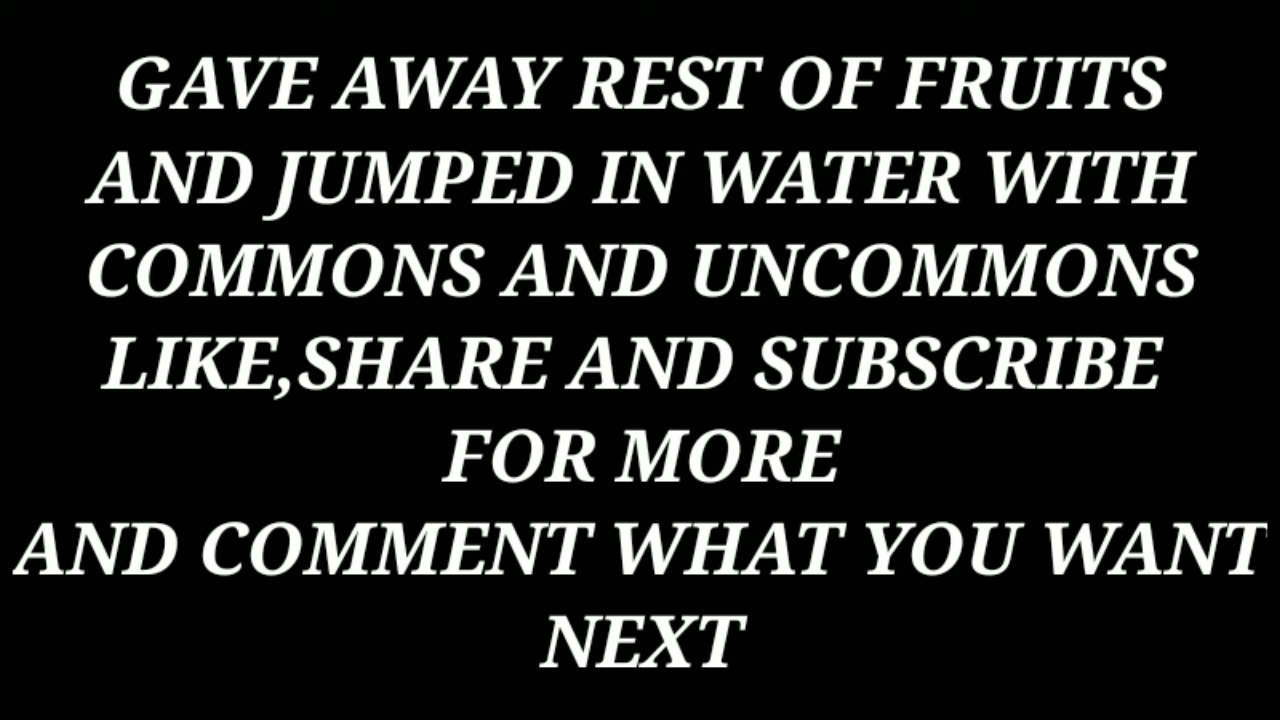 GAVE AWAY REST OF FRUITS
AND JUMPED IN WATER WITH
COMMONS AND UNCOMMONS
LIKE,SHARE AND SUBSCRIBE
FOR MORE
AND COMMENT WHAT YOU WANT
NEXT